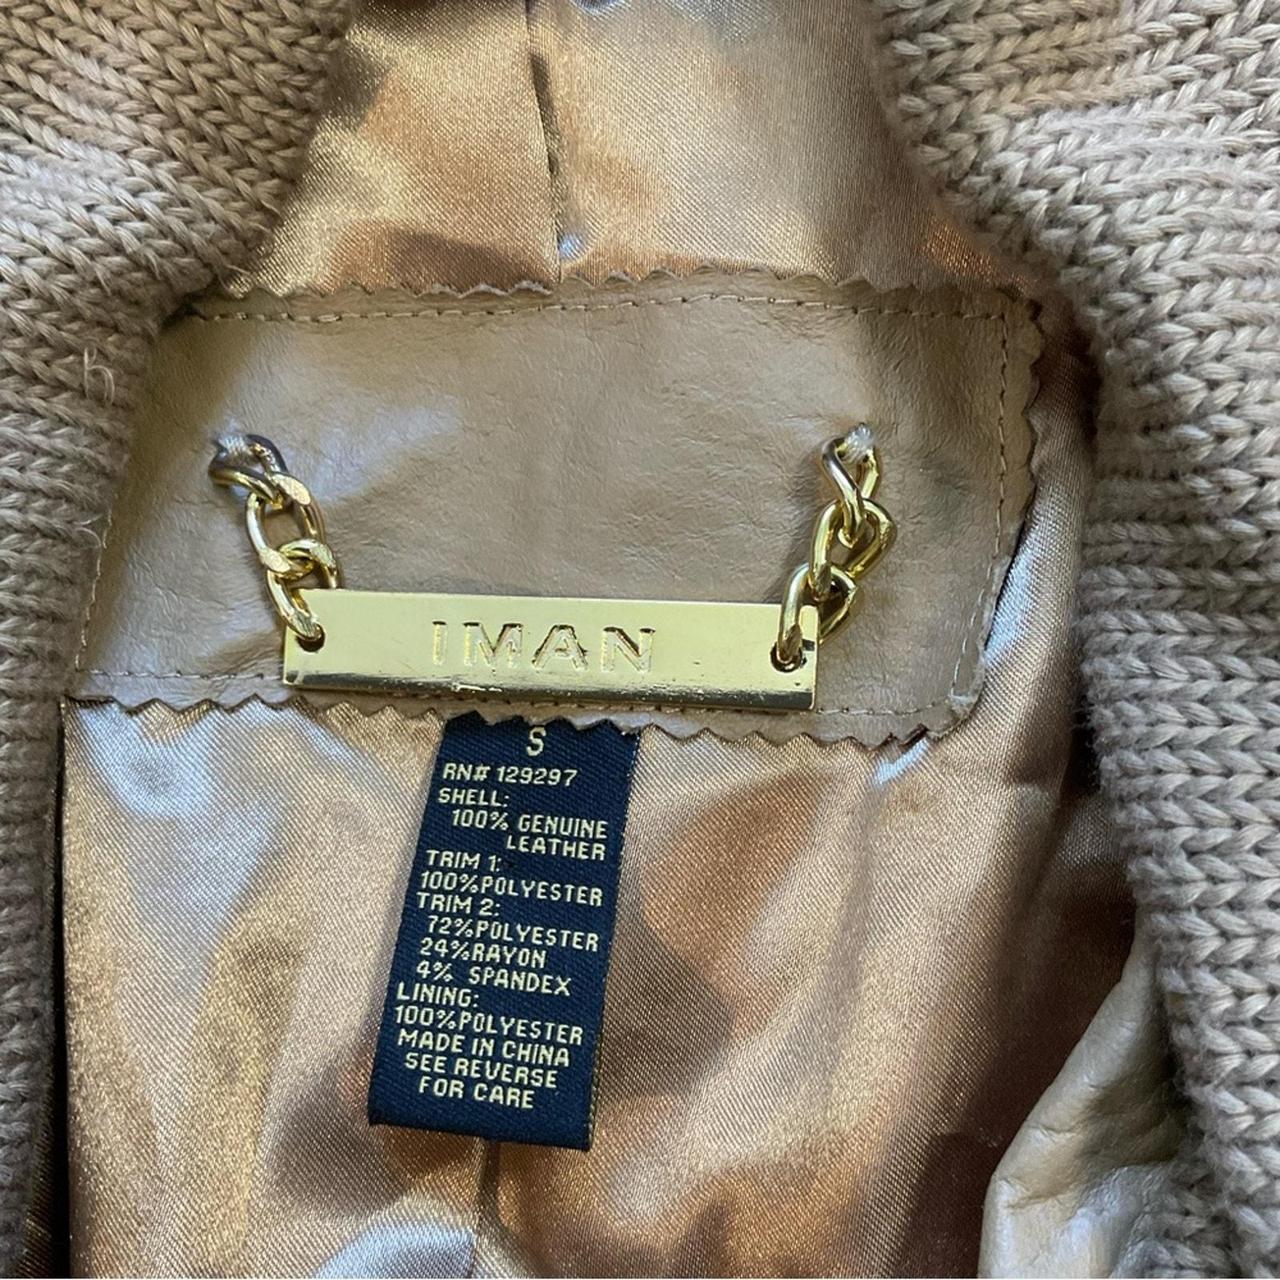 IMAN
S
RN# 129297
SHELL:
100% GENUINE
LEATHER
TRIM 1:
100%POLYESTER
TRIM 2:
72%POLYESTER
24%RAYON
4% SPANDEX
LINING:
100%POLYESTER
MADE IN CHINA
SEE REVERSE
FOR CARE